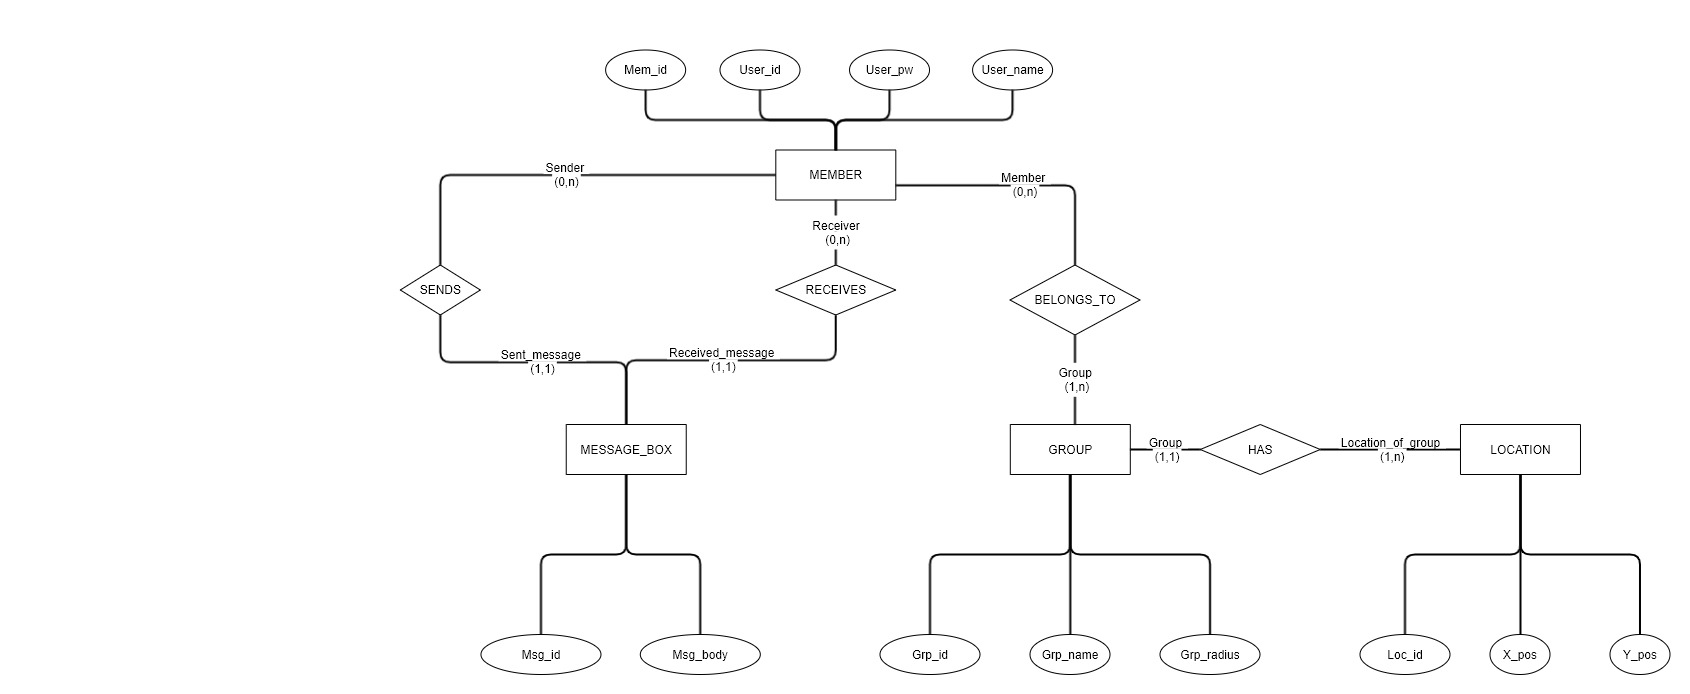 Mem_id
User_id
User_pw
User_name
MEMBER
Sender
(0,n)
Member
(0,n)
Receiver
(0,n)
SENDS
RECEIVES
BELONGS_TO
Sent_message
(1,1)
Received_message
(1,1)
Group
(1,n)
MESSAGE_BOX
GROUP
Group
(1,1)
HAS
Location_of_group
(1,n)
LOCATION
Msg_id
Msg_body
Grp_id
Grp_name
Grp_radius
Loc_id
X_pos
Y_pos